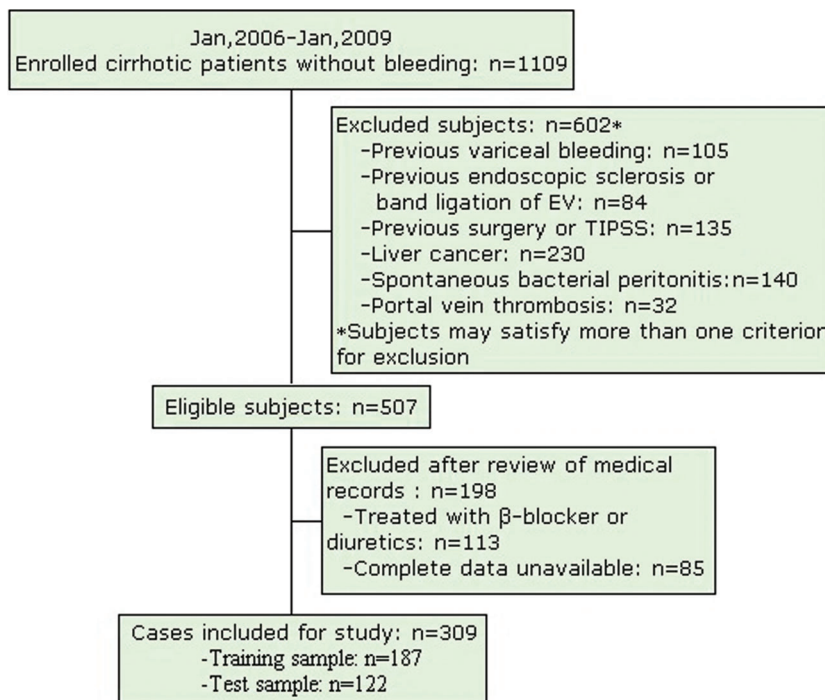 Jan,2006-Jan,2009
Enrolled cirrhotic patients without bleeding: n=1109
Excluded subjects: n=602*
-Previous variceal bleeding: n=105
-Previous endoscopic sclerosis or
band ligation of EV: n=84
-Previous surgery or TIPSS: n=135
-Liver cancer: n=230
-Spontaneous bacterial peritonitis:n=140
-Portal vein thrombosis: n=32
*Subjects may satisfy more than one criterion
for exclusion
Eligible subjects: n=507
Excluded after review of medical
records : n=198
-Treated with β-blocker or
diuretics: n=113
-Complete data unavailable: n=85
Cases included for study: n=309
-Training sample: n=187
-Test sample: n=122